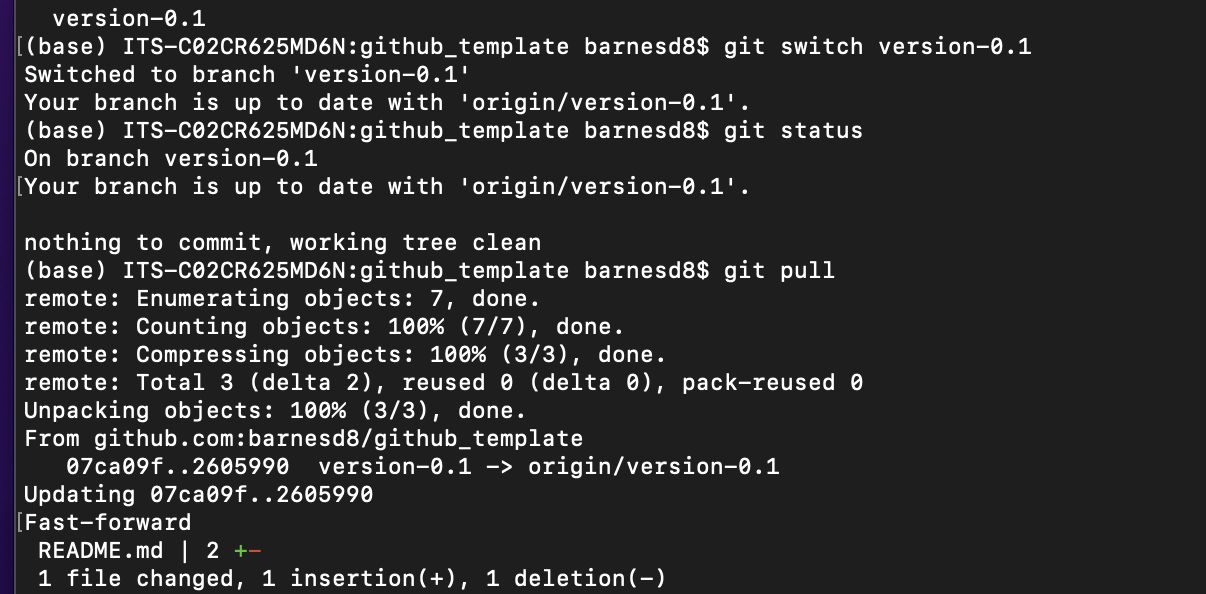 version-0.1
[(base) ITS-C02CR625MD6N:github_template barnesd8$ git switch version-0.1
Switched to branch 'version-0.1'
Your branch is up to date with 'origin/version-0.1'.
(base) ITS-C02CR625MD6N:github_template barnesd8$ git status
On branch version-0.1
[Your branch is up to date with 'origin/version-0.1'.
nothing to commit, working tree clean
(base) ITS-C02CR625MD6N:github_template barnesd8$ git pull
remote: Enumerating objects: 7, done.
remote: Counting objects: 100% (7/7), done.
remote: Compressing objects: 100% (3/3), done.
remote: Total 3 (delta 2), reused 0 (delta 0), pack-reused 0
Unpacking objects: 100% (3/3), done.
From github.com:barnesd8/github_template
   07ca09f..2605990  version-0.1 -> origin/version-0.1
Updating 07ca09f..2605990
[Fast-forward
 README.md | 2 +-
 1 file changed, 1 insertion(+), 1 deletion(-)